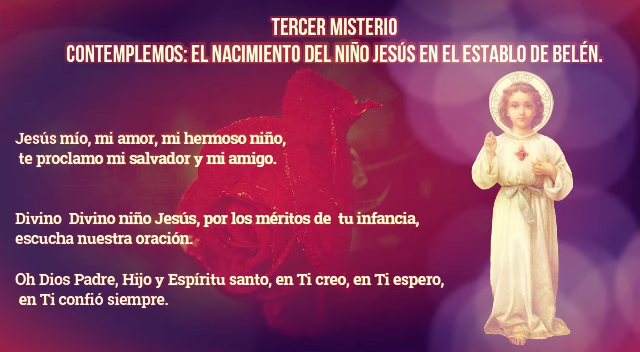 TERCER MISTERIO
CONTEMPLEMOS: EL NACIMIENTO DEL NIÑO JESÚS EN EL ESTABLO DE BELÉN.
Jesús mío, mi amor, mi hermoso niño,
te proclamo mi salvador y mi amigo.
Divino Divino niño Jesús, por los méritos de tu infancia,
escucha nuestra oración.
Oh Dios Padre, Hijo y Espíritu santo, en Ti creo, en Ti espero,
en Ti confió siempre.